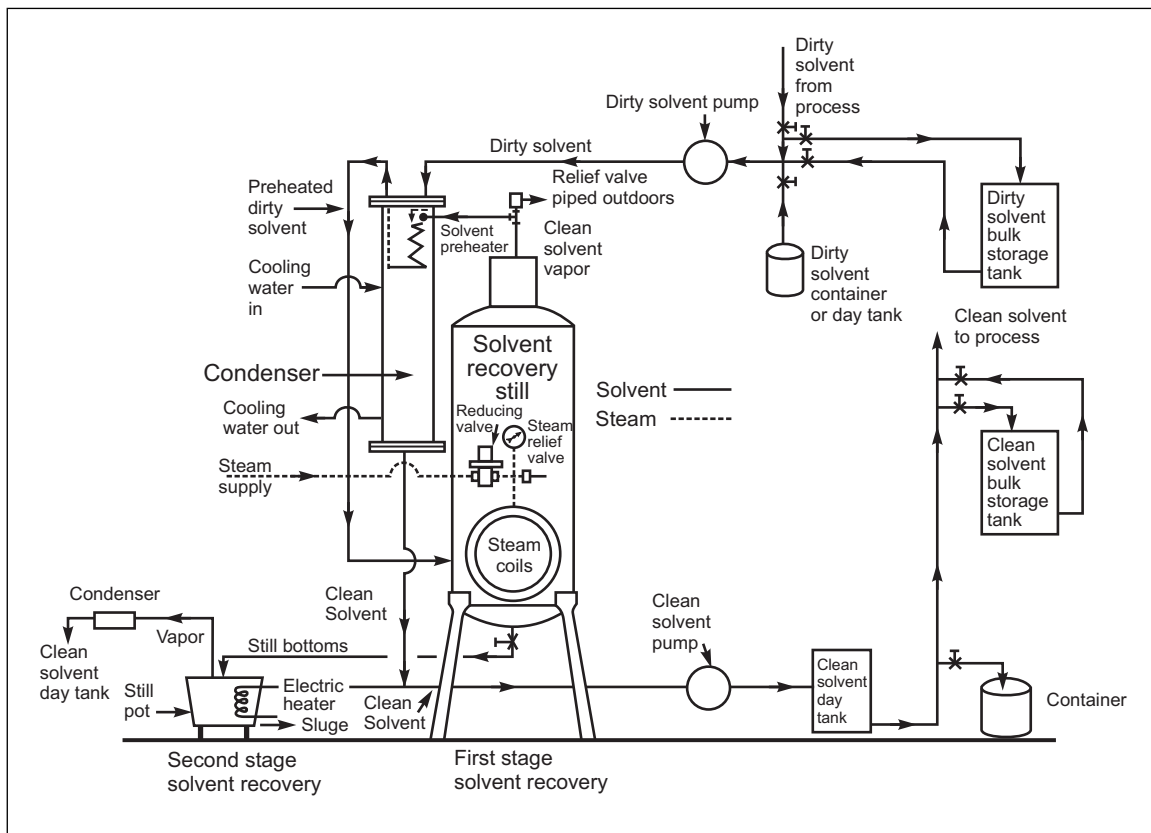 Dirty
solvent
from
process
Dirty solvent pump
Dirty solvent
Relief valve
piped outdoors
Preheated
dirty
solvent
Solvent
preheater
Clean
solvent
vapor
Dirty
solvent
container
or day tank
Dirty
solvent
bulk
storage
tank
Cooling
water
in
Clean solvent
to process
Solvent
recovery
still
Condenser
Solvent
Steam
Cooling
water out
Reducing
valve
Steam
relief
valve
Clean
solvent
bulk
storage
tank
Steam
supply
Steam
coils
Condenser
Clean
Solvent
Clean
solvent
pump
Vapor
Still bottoms
Clean
solvent
day tank
Still
pot
Electric
heater
Sluge
Clean
Solvent
Clean
solvent
day
tank
Container
Second stage
solvent recovery
First stage
solvent recovery